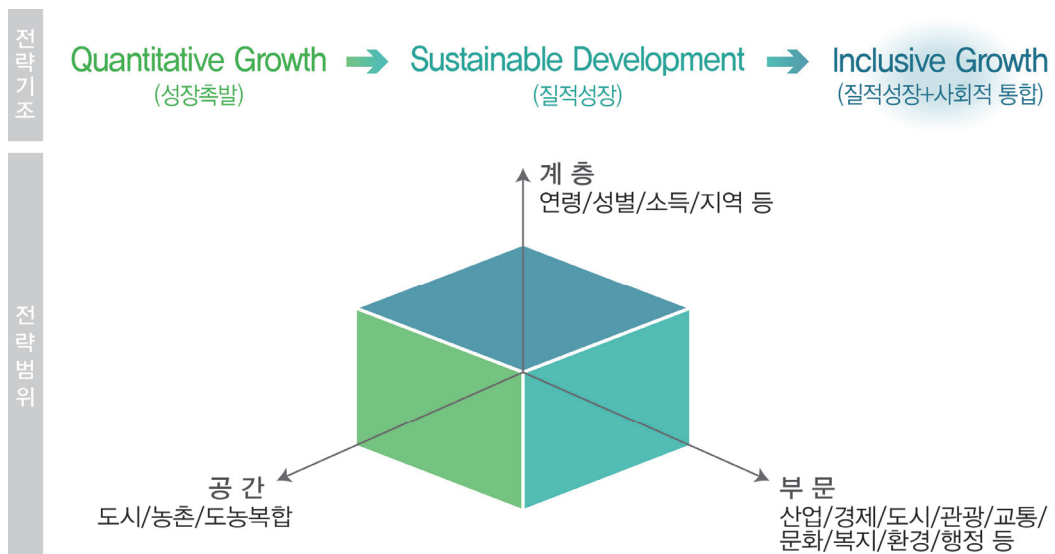 전략기조
Quantitative Growth
(성장촉발)
Sustainable Development
(질적성장)
Inclusive Growth
(질적성장+사회적 통합)
전략범위
계 층
연령/성별/소득/지역 등
공 간
도시/농촌/도농복합
부 문
산업/경제/도시/관광/교통/
문화/복지/환경/행정 등